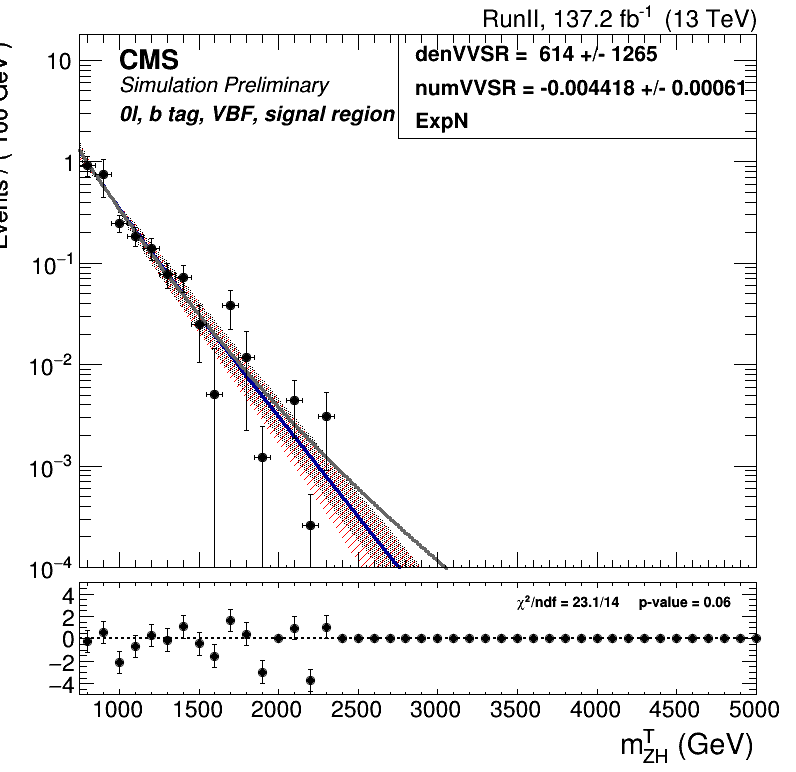 RunII, 137.2 fb⁻¹ (13 TeV)
CMS
Simulation Preliminary
0l, b tag, VBF, signal region
denVVSR = 614 +/- 1265
numVVSR = -0.004418 +/- 0.00061
ExpN
10
1
10⁻¹
10⁻²
10⁻³
10⁻⁴
χ²/ndf = 23.1/14 p-value = 0.06
4
2
0
−2
−4
1000 1500 2000 2500 3000 3500 4000 4500 5000
m^T_ZH (GeV)